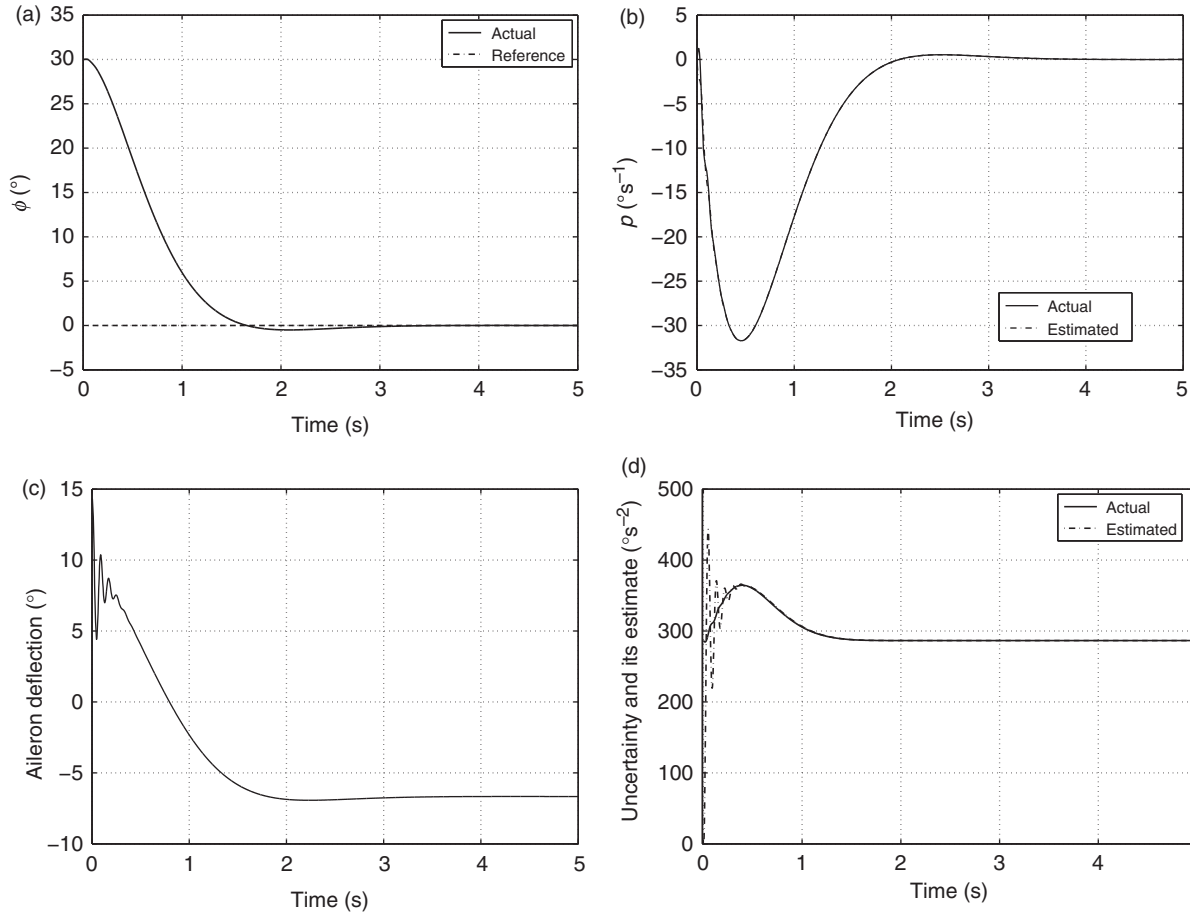 (a)
35
30
25
20
15
10
5
0
−5
ϕ (°)
Actual
Reference
0 1 2 3 4 5
Time (s)
(b)
5
0
−5
−10
−15
−20
−25
−30
−35
p (°s−1)
Actual
Estimated
0 1 2 3 4 5
Time (s)
(c)
15
10
5
0
−5
−10
Aileron deflection (°)
0 1 2 3 4 5
Time (s)
(d)
500
400
300
200
100
0
Uncertainty and its estimate (°s−2)
Actual
Estimated
0 1 2 3 4
Time (s)